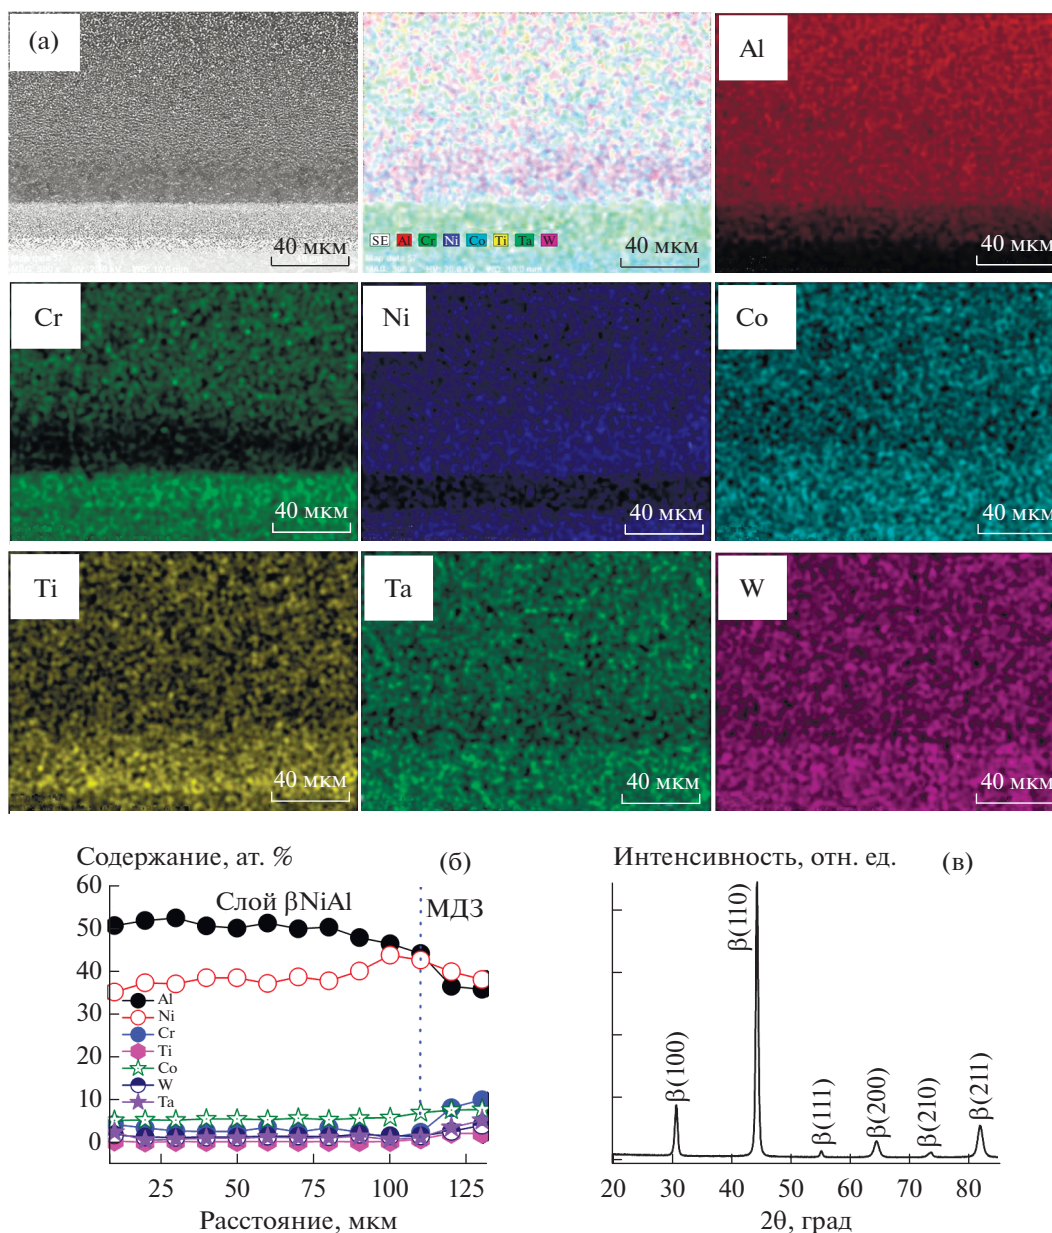 (а)
40 мкм
SE Al Cr Ni Co Ti Ta W
40 мкм
Al
40 мкм
Cr
40 мкм
Ni
40 мкм
Co
40 мкм
Ti
40 мкм
Ta
40 мкм
W
40 мкм
Содержание, ат. %
(б)
60
50
40
30
20
10
0
Слой βNiAl
МДЗ
Al
Ni
Cr
Ti
Co
W
Ta
25
50
75
100
125
Расстояние, мкм
Интенсивность, отн. ед.
(в)
β(100)
β(110)
β(111)
β(200)
β(210)
β(211)
20
30
40
50
60
70
80
2θ, град